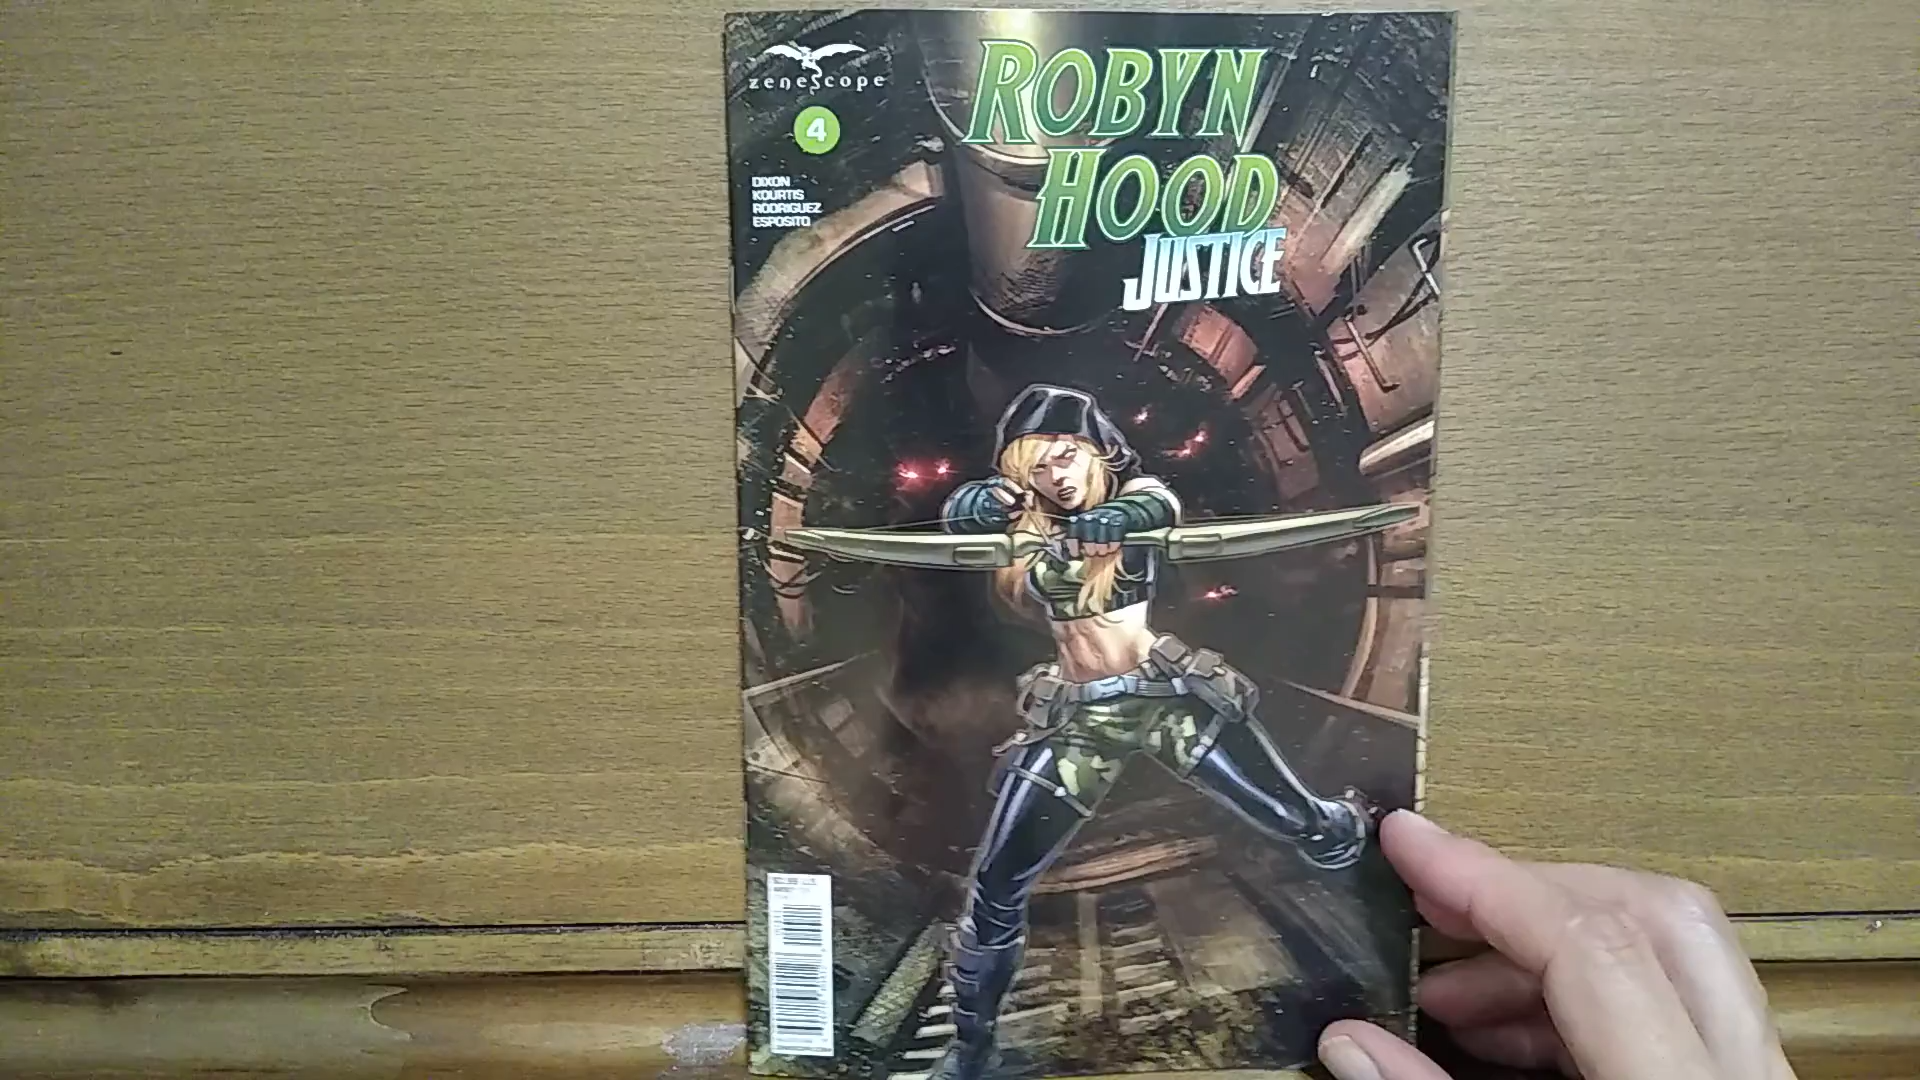 zenescope
4
DIXON
KOURTIS
RODRIGUEZ
ESPOSITO
ROBYN
HOOD
JUSTICE